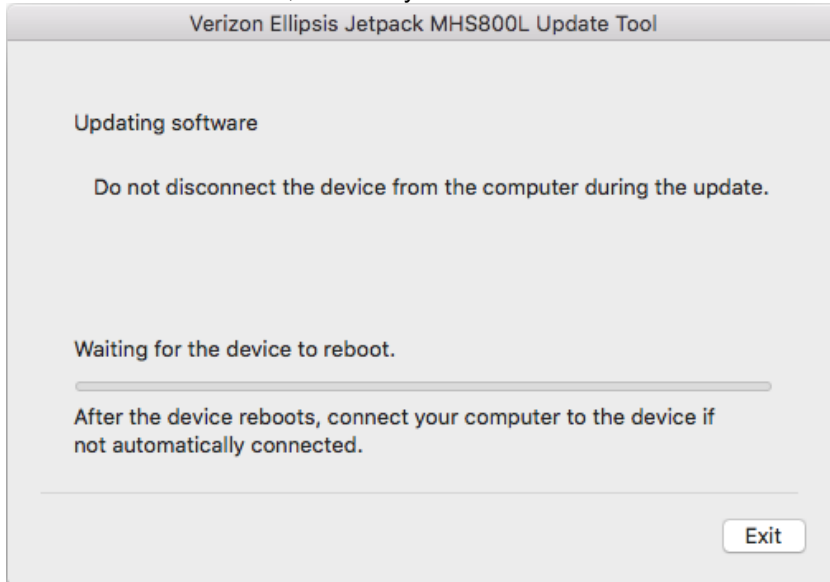 Verizon Ellipsis Jetpack MHS800L Update Tool
Updating software
Do not disconnect the device from the computer during the update.
Waiting for the device to reboot.
After the device reboots, connect your computer to the device if
not automatically connected.
Exit